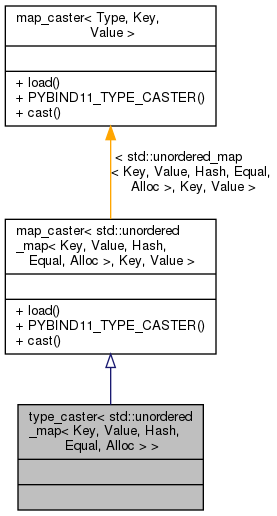 map_caster< Type, Key,
Value >
+ load()
+ PYBIND11_TYPE_CASTER()
+ cast()
< std::unordered_map
< Key, Value, Hash, Equal,
Alloc >, Key, Value >
map_caster< std::unordered
_map< Key, Value, Hash,
Equal, Alloc >, Key, Value >
+ load()
+ PYBIND11_TYPE_CASTER()
+ cast()
type_caster< std::unordered
_map< Key, Value, Hash,
Equal, Alloc > >